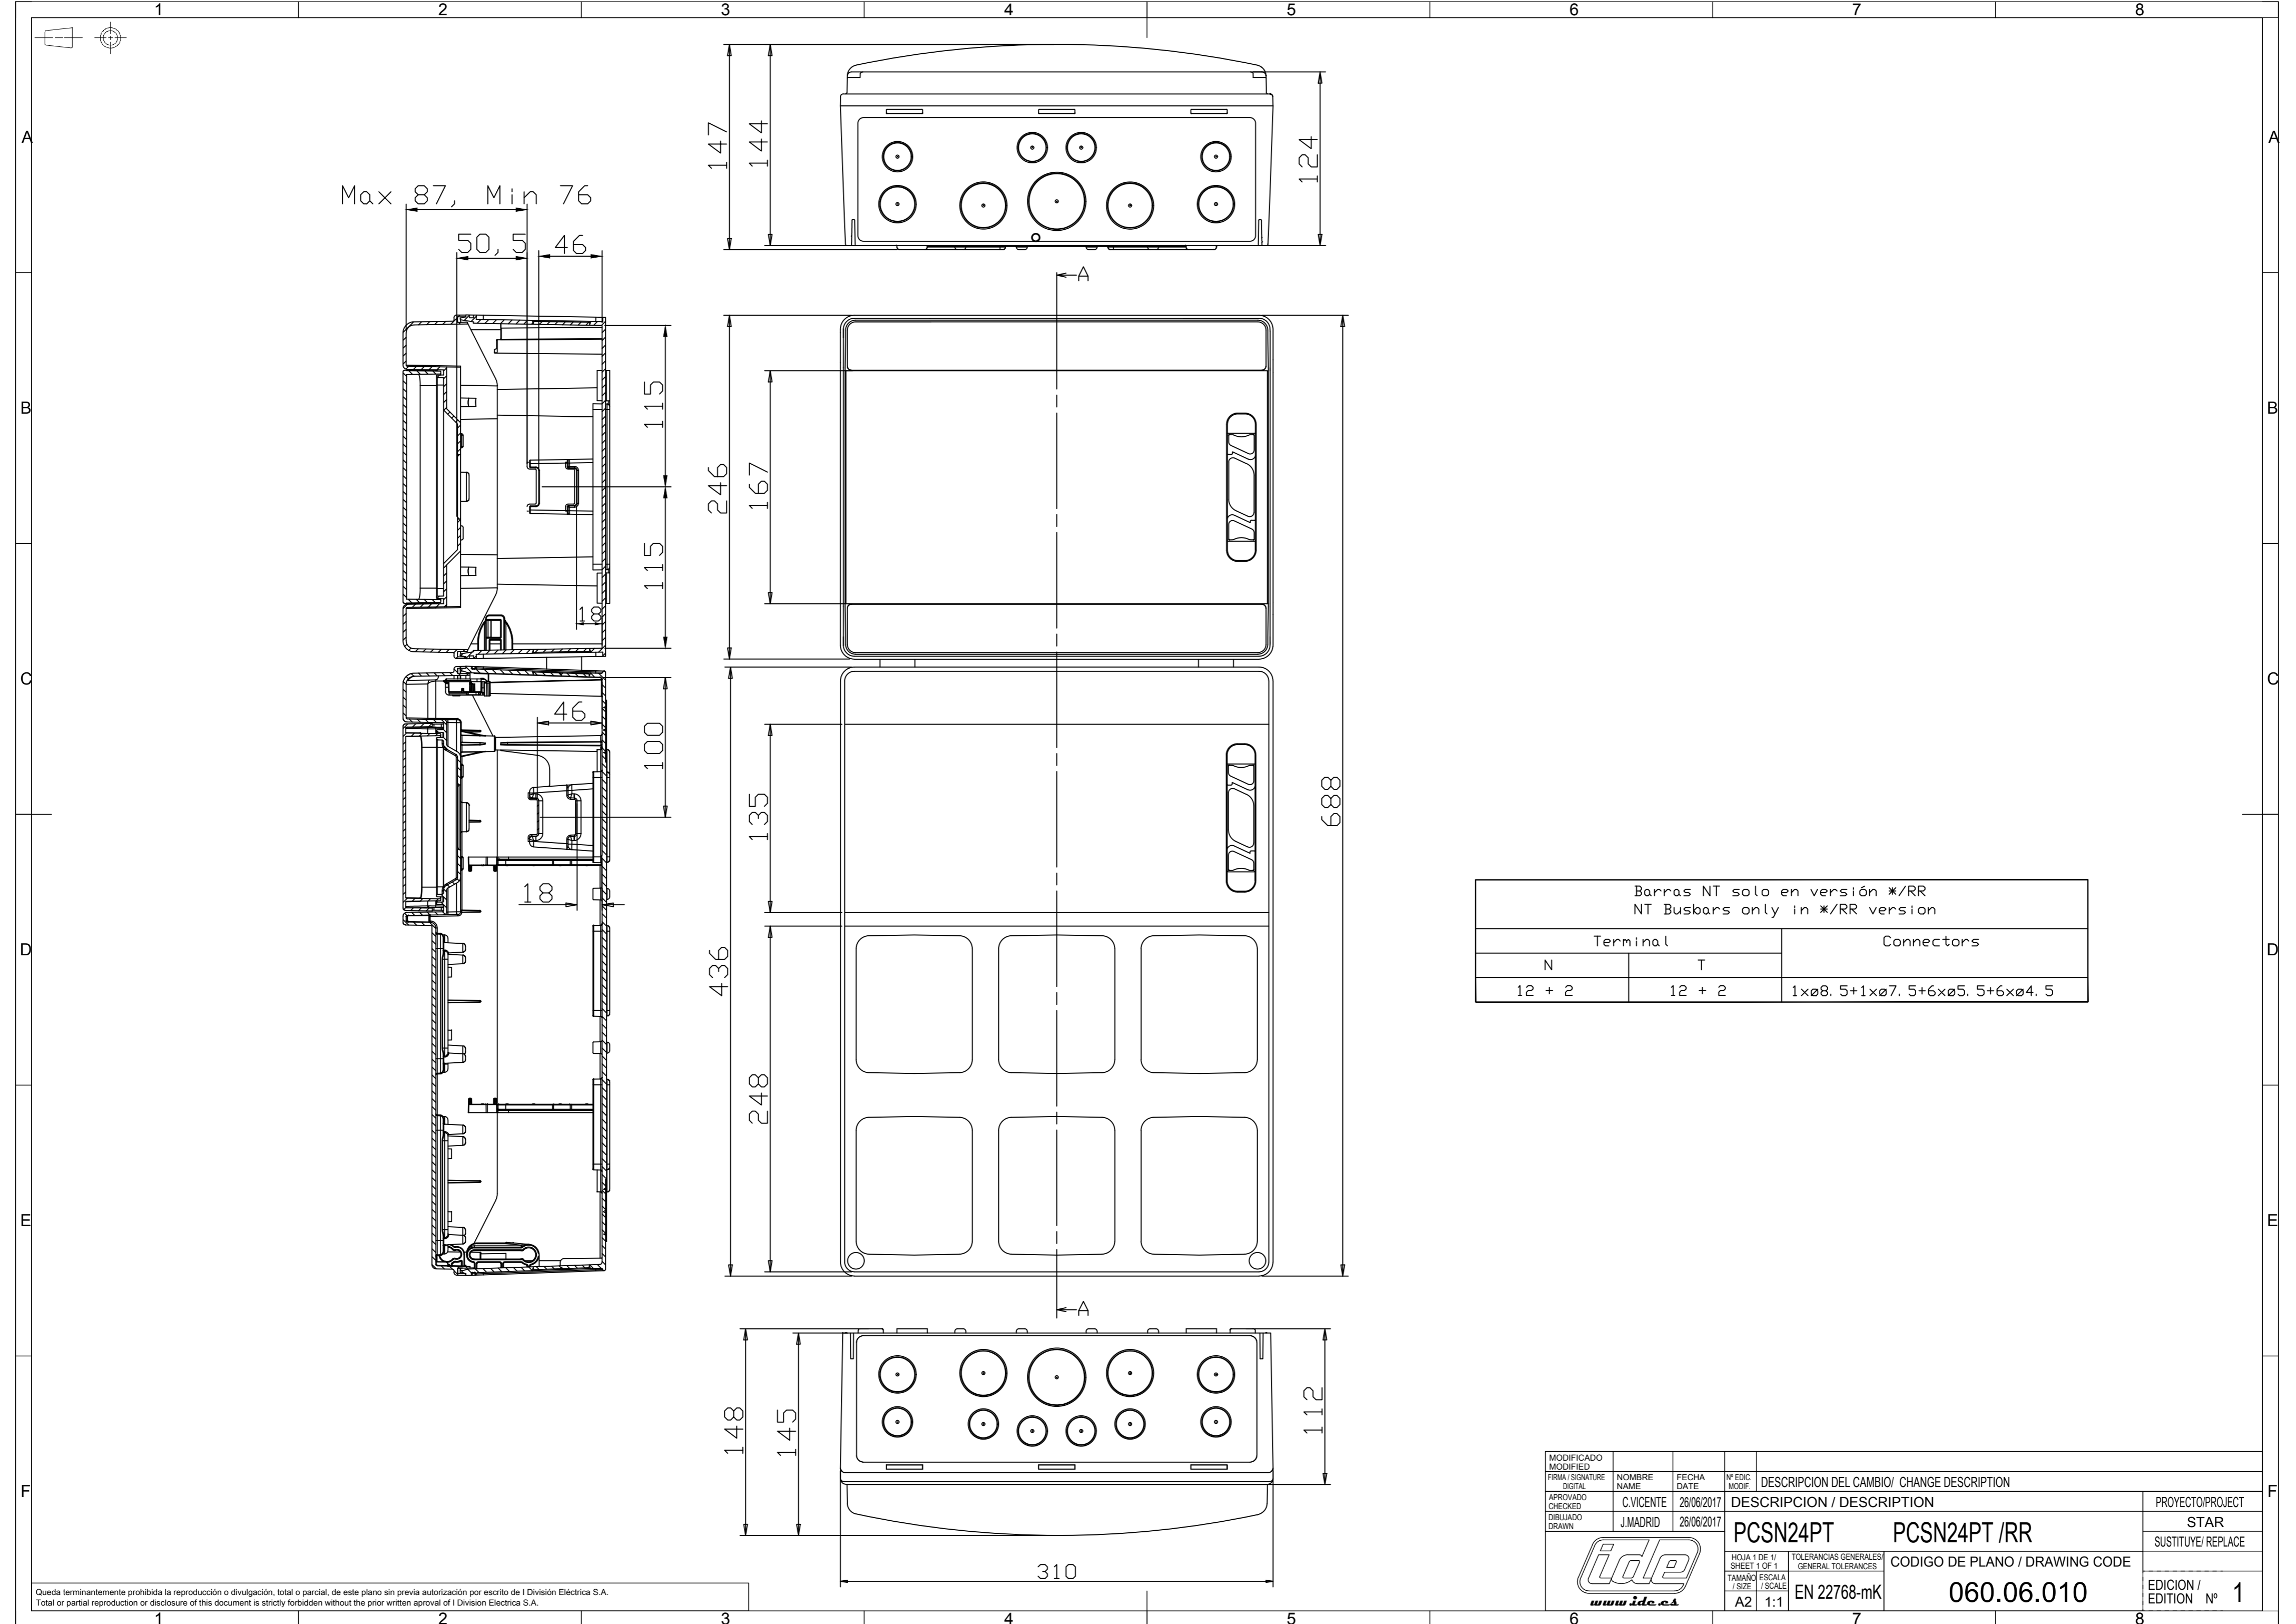 1 2 3 4 5 6 7 8
A A
B B
C C
D D
E E
F F
147
144
124
Max 87, Min 76
50,5
46
A
115
115
18
246
167
688
46
100
18
436
135
248
A
148
145
112
310
Barras NT solo en versión */RR
NT Busbars only in */RR version
Terminal
Connectors
N T
12 + 2 12 + 2 1xø8.5+1xø7.5+6xø5.5+6xø4.5
MODIFICADO
MODIFIED
FIRMA / SIGNATURE
DIGITAL
NOMBRE
NAME
FECHA
DATE
Nº EDIC.
MODIF.
DESCRIPCION DEL CAMBIO/ CHANGE DESCRIPTION
APROVADO
CHECKED
C.VICENTE 26/06/2017
DESCRIPCION / DESCRIPTION
PROYECTO/PROJECT
DIBUJADO
DRAWN
J.MADRID 26/06/2017
PCSN24PT PCSN24PT /RR
STAR
SUSTITUYE/ REPLACE
ide
www.ide.es
HOJA 1 DE 1/
SHEET 1 OF 1
TOLERANCIAS GENERALES/
GENERAL TOLERANCES
CODIGO DE PLANO / DRAWING CODE
TAMAÑO
/ SIZE
ESCALA
/ SCALE
A2 1:1
EN 22768-mK
060.06.010
EDICION /
EDITION Nº 1
Queda terminantemente prohibida la reproducción o divulgación, total o parcial, de este plano sin previa autorización por escrito de I División Eléctrica S.A.
Total or partial reproduction or disclosure of this document is strictly forbidden without the prior written aproval of I Division Electrica S.A.
1 2 3 4 5 6 7 8